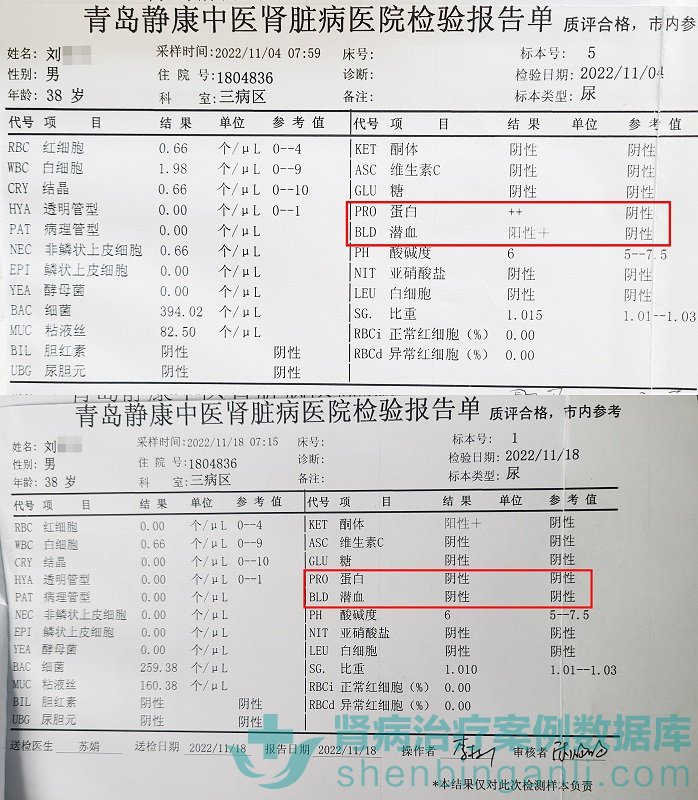 青岛静康中医肾脏病医院检验报告单 质评合格，市内参考
姓名: 刘 采样时间:2022/11/04 07:59 床号: 标本号: 5
性别: 男 住 院 号:1804836 诊断: 检验日期:2022/11/04
年龄: 38 岁 科 室:三病区 备注: 标本类型:尿
代号 项 目 结 果 单位 参 考 值 代号 项 目 结 果 单位 参 考 值
RBC 红细胞 0.66 个/μL 0--4 KET 酮体 阴性 阴性
WBC 白细胞 1.98 个/μL 0--9 ASC 维生素C 阴性 阴性
CRY 结晶 0.66 个/μL 0--10 GLU 糖 阴性 阴性
HYA 透明管型 0.00 个/μL 0--1 PRO 蛋白 ++ 阴性
PAT 病理管型 0.00 个/μL BLD 潜血 阳性＋ 阴性
NEC 非鳞状上皮细胞 0.66 个/μL PH 酸碱度 6 5--7.5
EPI 鳞状上皮细胞 0.00 个/μL NIT 亚硝酸盐 阴性 阴性
YEA 酵母菌 0.00 个/μL LEU 白细胞 阴性 阴性
BAC 细菌 394.02 个/μL SG. 比重 1.015 1.01--1.03
MUC 粘液丝 82.50 个/μL RBCi 正常红细胞（%） 0.00
BIL 胆红素 阴性 阴性 RBCd 异常红细胞（%） 0.00
UBG 尿胆元 阴性 阴性
青岛静康中医肾脏病医院检验报告单 质评合格，市内参考
姓名: 刘 采样时间:2022/11/18 07:15 床号: 标本号: 1
性别: 男 住 院 号:1804836 诊断: 检验日期:2022/11/18
年龄: 38 岁 科 室:三病区 备注: 标本类型:尿
代号 项 目 结 果 单位 参 考 值 代号 项 目 结 果 单位 参 考 值
RBC 红细胞 0.00 个/μL 0--4 KET 酮体 阳性＋ 阴性
WBC 白细胞 0.66 个/μL 0--9 ASC 维生素C 阴性 阴性
CRY 结晶 0.00 个/μL 0--10 GLU 糖 阴性 阴性
HYA 透明管型 0.00 个/μL 0--1 PRO 蛋白 阴性 阴性
PAT 病理管型 0.00 个/μL BLD 潜血 阴性 阴性
NEC 非鳞状上皮细胞 0.00 个/μL PH 酸碱度 6 5--7.5
EPI 鳞状上皮细胞 0.00 个/μL NIT 亚硝酸盐 阴性 阴性
YEA 酵母菌 0.00 个/μL LEU 白细胞 阴性 阴性
BAC 细菌 259.38 个/μL SG. 比重 1.010 1.01--1.03
MUC 粘液丝 160.38 个/μL RBCi 正常红细胞（%） 0.00
BIL 胆红素 阴性 阴性 RBCd 异常红细胞（%） 0.00
UBG 尿胆元 阴性 阴性
送检医生 苏娟 送检日期 2022/11/18 报告日期 2022/11/18 操作者 审核者
*本结果仅对此次检测样本负责
肾病治疗案例数据库
shenbinganli.com